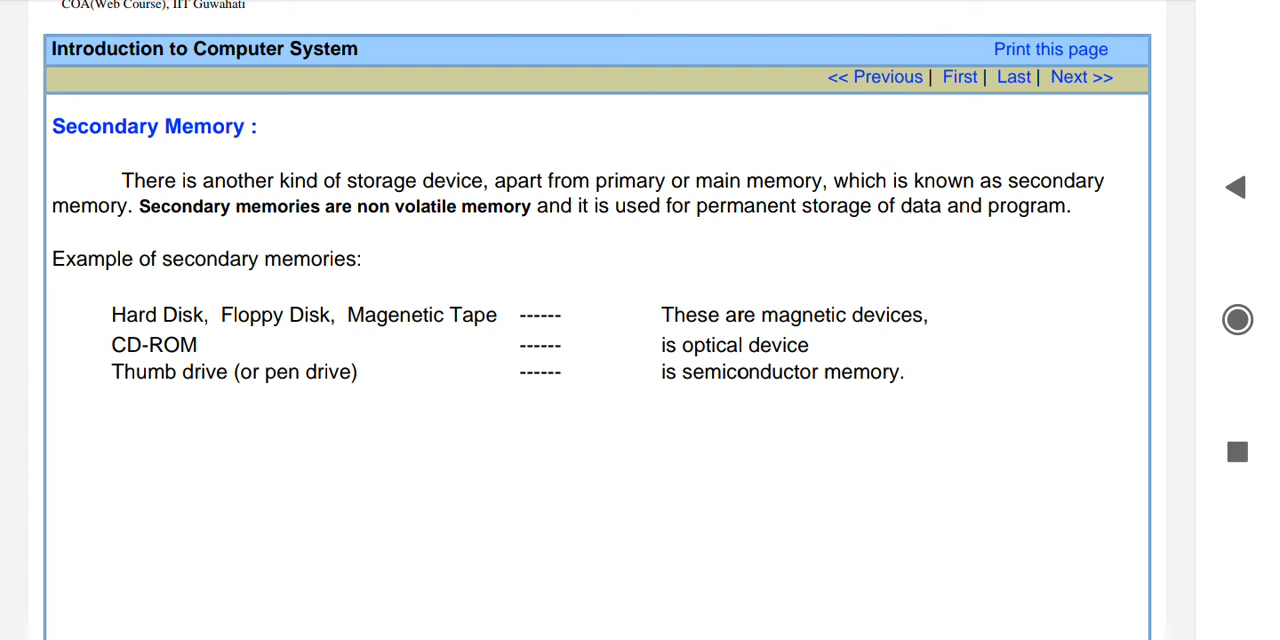 COA(Web Course), IIT Guwahati
Introduction to Computer System Print this page
<< Previous | First | Last | Next >>
Secondary Memory :
There is another kind of storage device, apart from primary or main memory, which is known as secondary
memory. Secondary memories are non volatile memory and it is used for permanent storage of data and program.
Example of secondary memories:
Hard Disk, Floppy Disk, Magenetic Tape ------ These are magnetic devices,
CD-ROM ------ is optical device
Thumb drive (or pen drive) ------ is semiconductor memory.